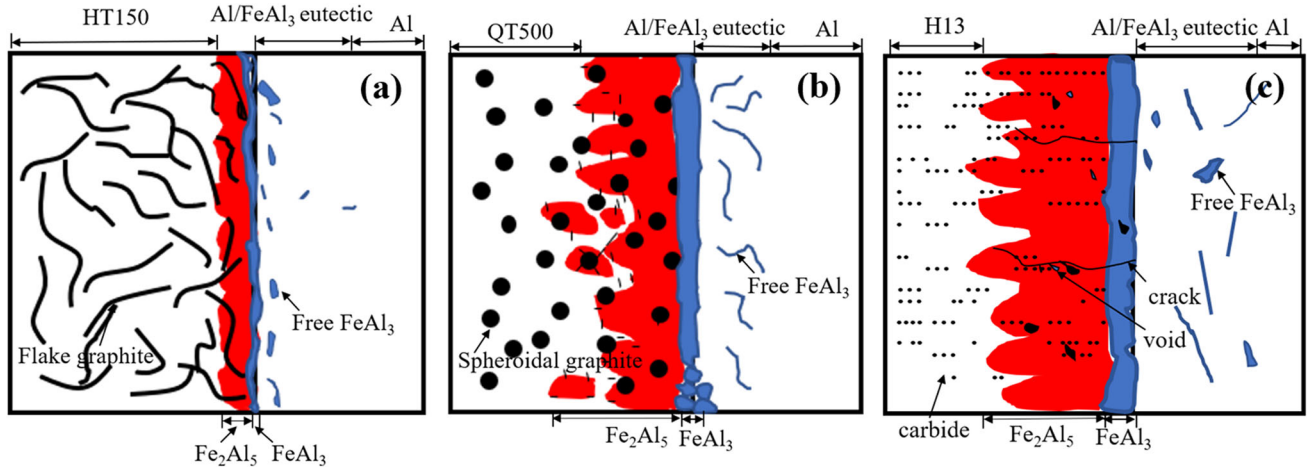 HT150
Al/FeAl₃ eutectic
Al
(a)
Free FeAl₃
Flake graphite
Fe₂Al₅
FeAl₃
QT500
Al/FeAl₃ eutectic
Al
(b)
Free FeAl₃
Spheroidal graphite
Fe₂Al₅
FeAl₃
H13
Al/FeAl₃ eutectic
Al
(c)
Free FeAl₃
crack
void
carbide
Fe₂Al₅
FeAl₃